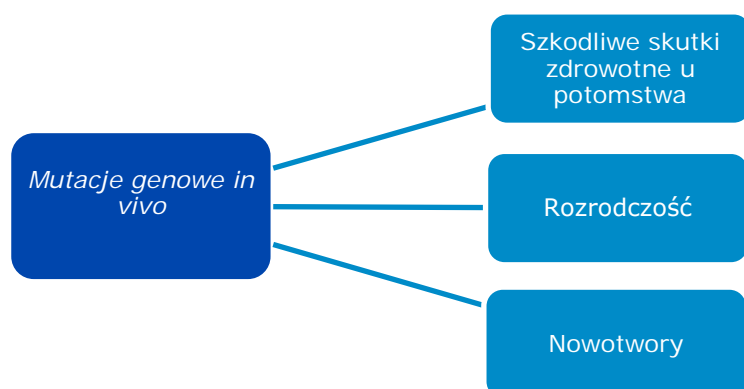 Szkodliwe skutki
zdrowotne u
potomstwa
Mutacje genowe in
vivo
Rozrodczość
Nowotwory